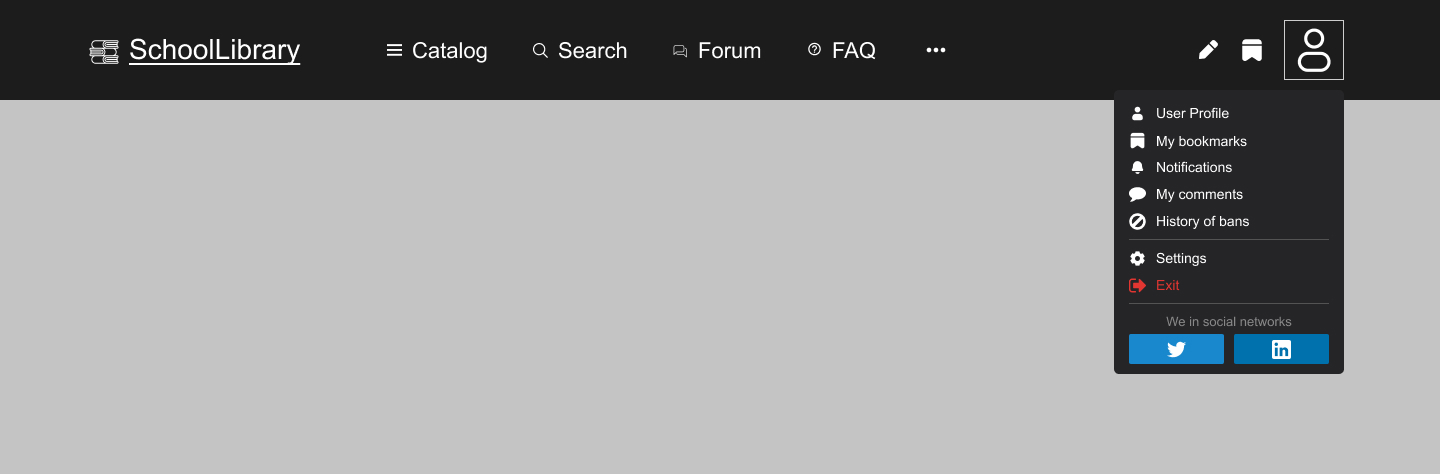 SchoolLibrary Catalog Search Forum FAQ
User Profile
My bookmarks
Notifications
My comments
History of bans
Settings
Exit
We in social networks